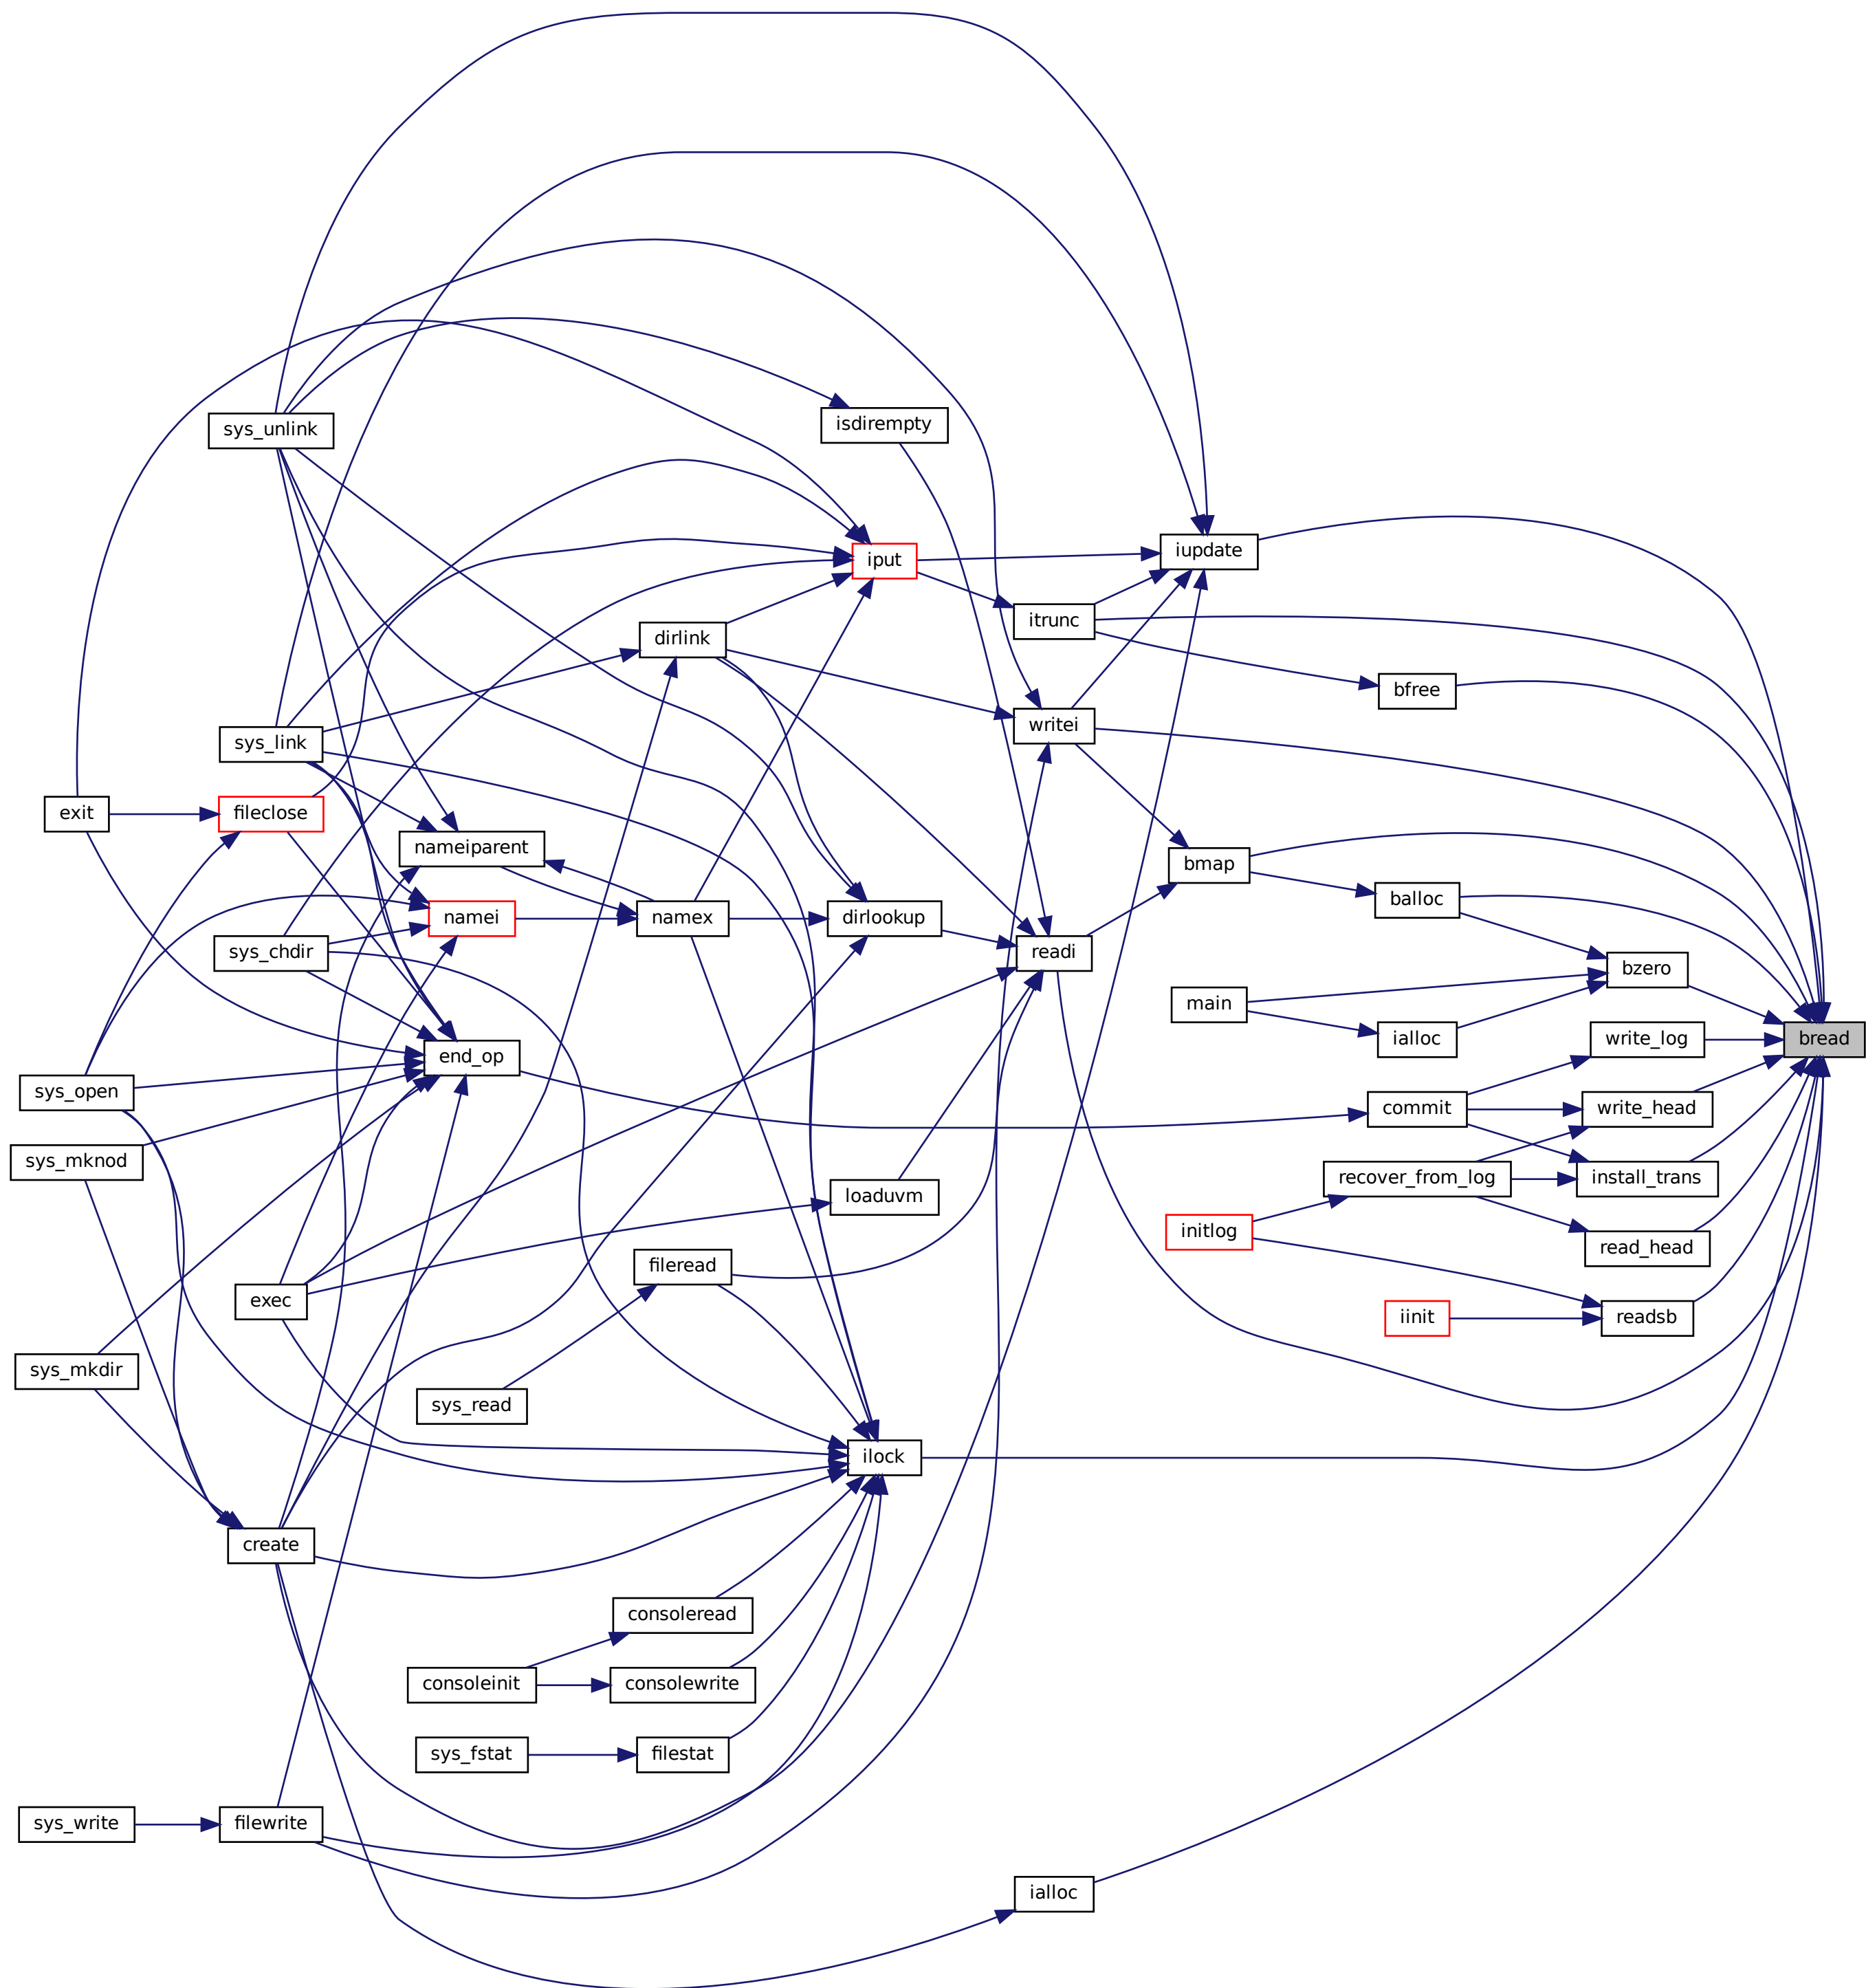 sys_unlink
isdirempty
iupdate
iput
itrunc
dirlink
bfree
writei
sys_link
exit
fileclose
nameiparent
bmap
balloc
namei
namex
dirlookup
sys_chdir
readi
bzero
main
ialloc
write_log
bread
end_op
sys_open
commit
write_head
sys_mknod
recover_from_log
install_trans
loaduvm
initlog
read_head
fileread
exec
iinit
readsb
sys_mkdir
sys_read
ilock
create
consoleread
consoleinit
consolewrite
sys_fstat
filestat
sys_write
filewrite
ialloc